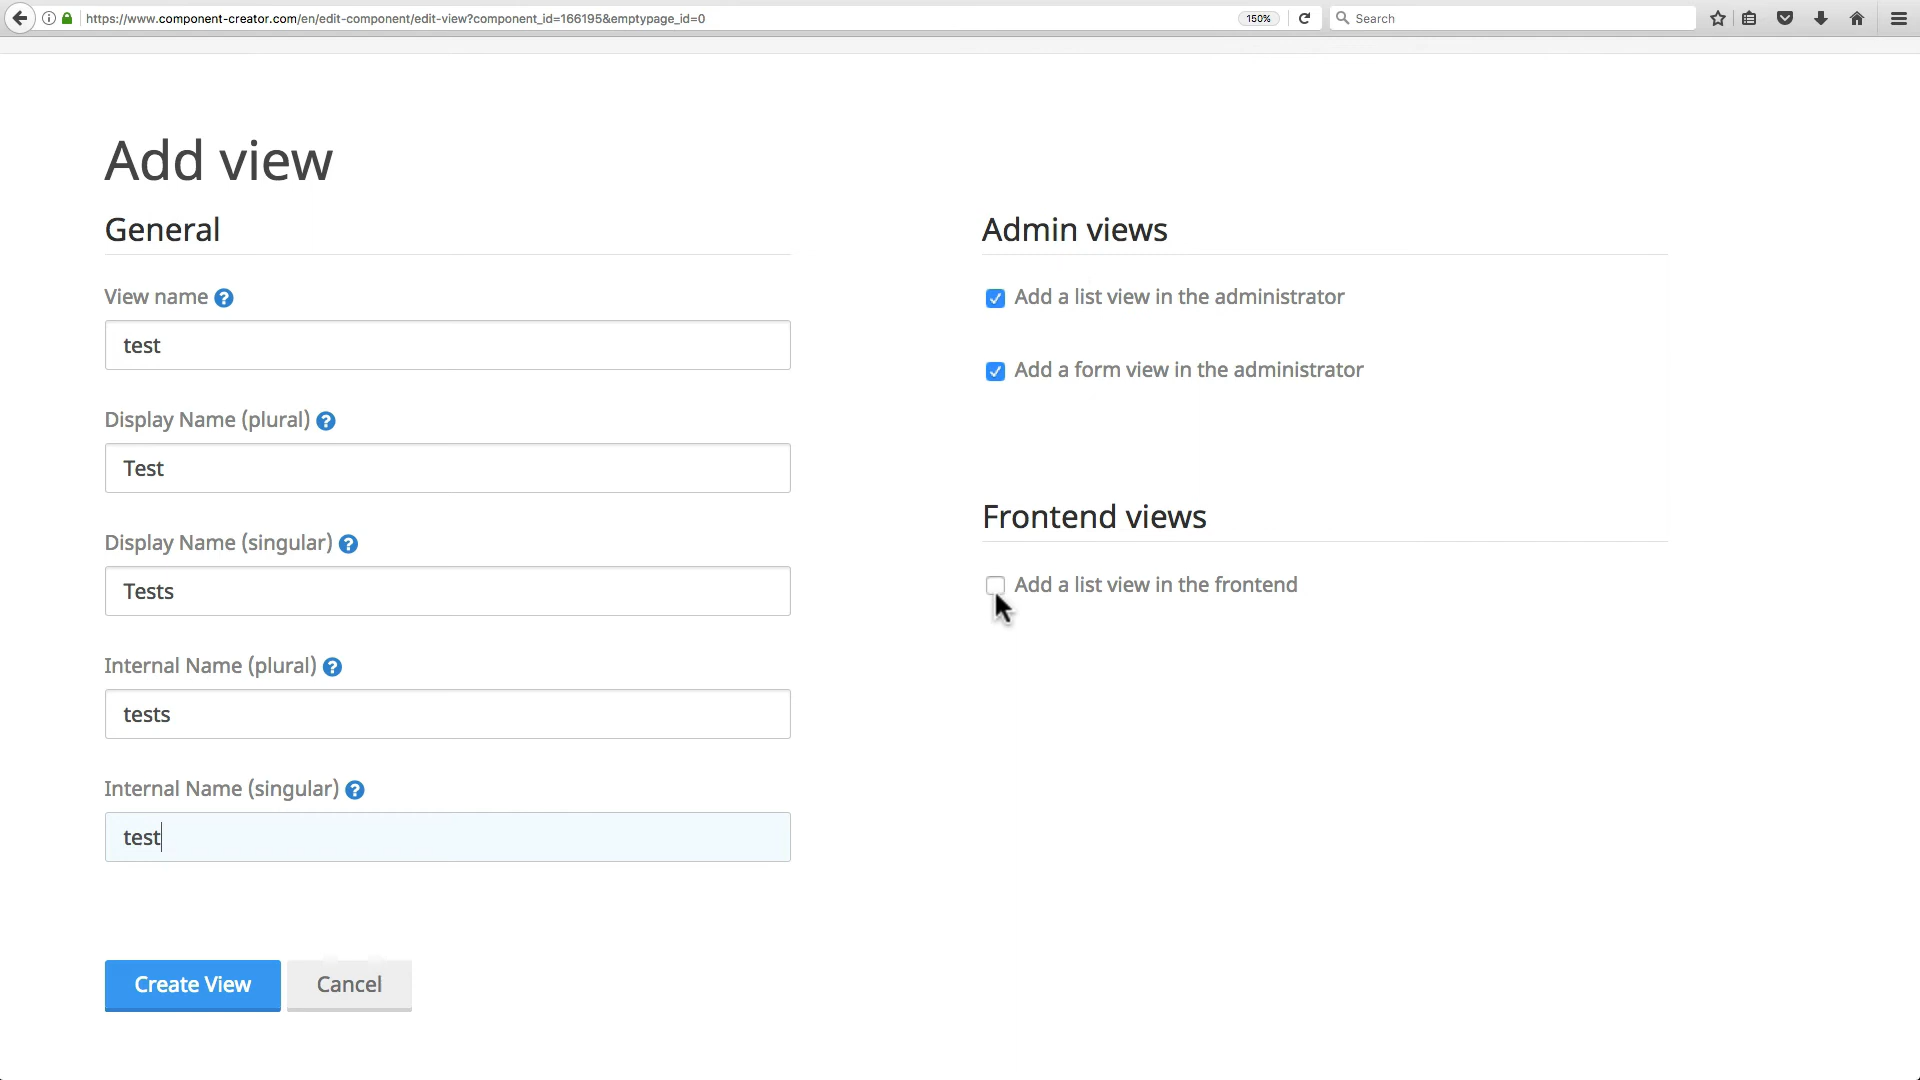 https://www.component-creator.com/en/edit-component/edit-view?component_id=166195&emptypage_id=0
150%
Search
Add view
General
View name ?
test
Display Name (plural) ?
Test
Display Name (singular) ?
Tests
Internal Name (plural) ?
tests
Internal Name (singular) ?
test
Create View
Cancel
Admin views
Add a list view in the administrator
Add a form view in the administrator
Frontend views
Add a list view in the frontend